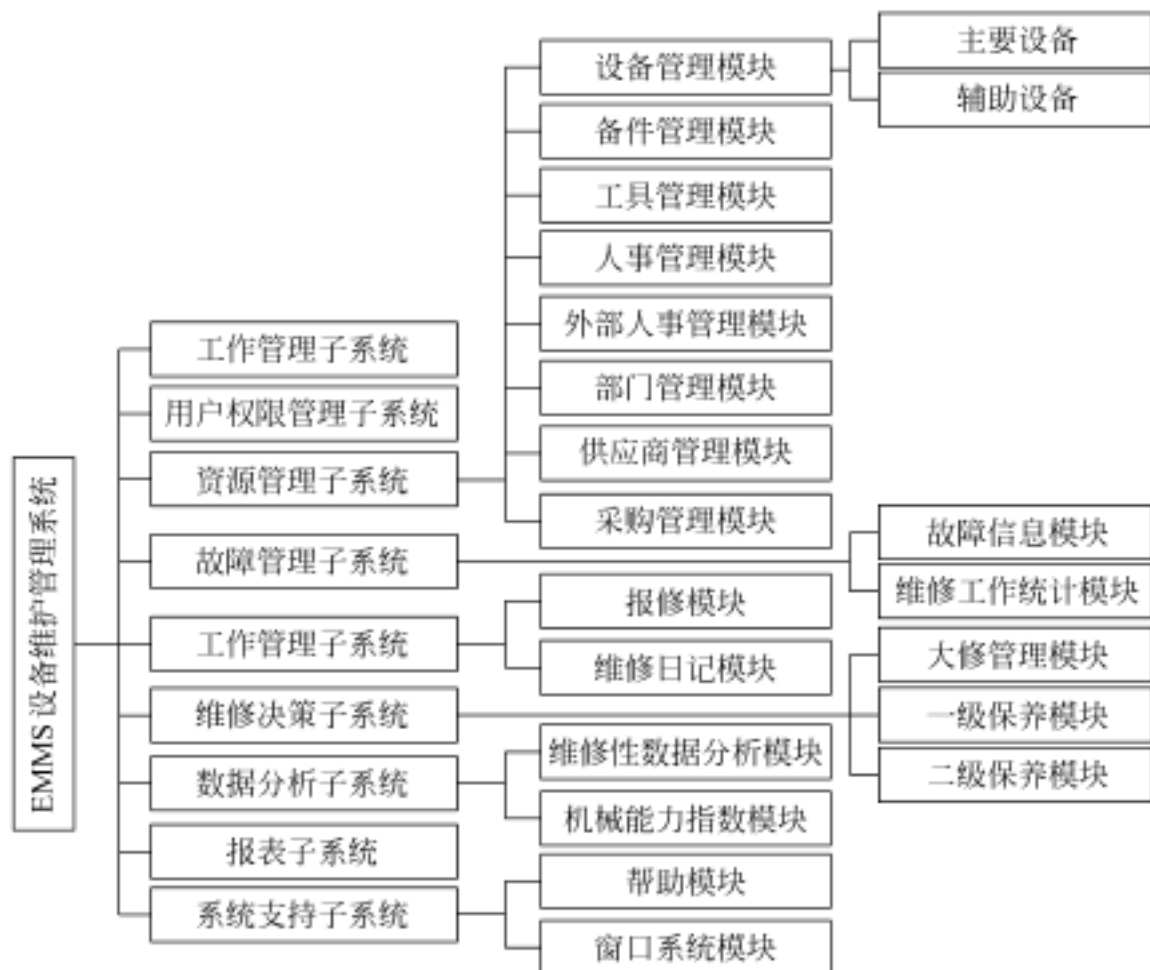 EMMS 设备维护管理系统
工作管理子系统
用户权限管理子系统
资源管理子系统
故障管理子系统
工作管理子系统
维修决策子系统
数据分析子系统
报表子系统
系统支持子系统
设备管理模块
备件管理模块
工具管理模块
人事管理模块
外部人事管理模块
部门管理模块
供应商管理模块
采购管理模块
报修模块
维修日记模块
维修性数据分析模块
机械能力指数模块
帮助模块
窗口系统模块
主要设备
辅助设备
故障信息模块
维修工作统计模块
大修管理模块
一级保养模块
二级保养模块